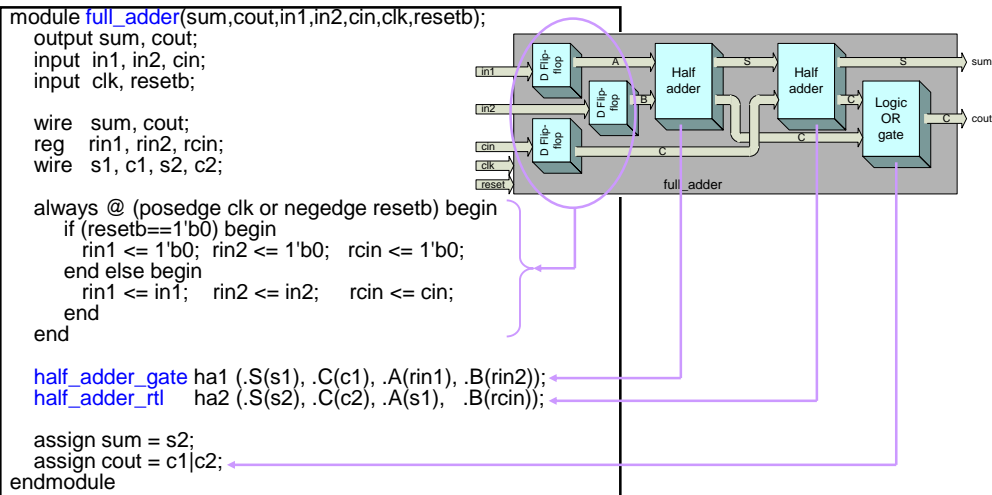 module full_adder(sum,cout,in1,in2,cin,clk,resetb);
output sum, cout;
input in1, in2, cin;
input clk, resetb;
wire sum, cout;
reg rin1, rin2, rcin;
wire s1, c1, s2, c2;
always @ (posedge clk or negedge resetb) begin
if (resetb==1'b0) begin
rin1 <= 1'b0; rin2 <= 1'b0; rcin <= 1'b0;
end else begin
rin1 <= in1; rin2 <= in2; rcin <= cin;
end
end
half_adder_gate ha1 (.S(s1), .C(c1), .A(rin1), .B(rin2));
half_adder_rtl ha2 (.S(s2), .C(c2), .A(s1), .B(rcin));
assign sum = s2;
assign cout = c1|c2;
endmodule
in1
in2
cin
clk
reset
D Flip-
flop
D Flip-
flop
D Flip-
flop
A
B
C
Half
adder
S
C
Half
adder
S
C
Logic
OR
gate
C
sum
cout
full_adder